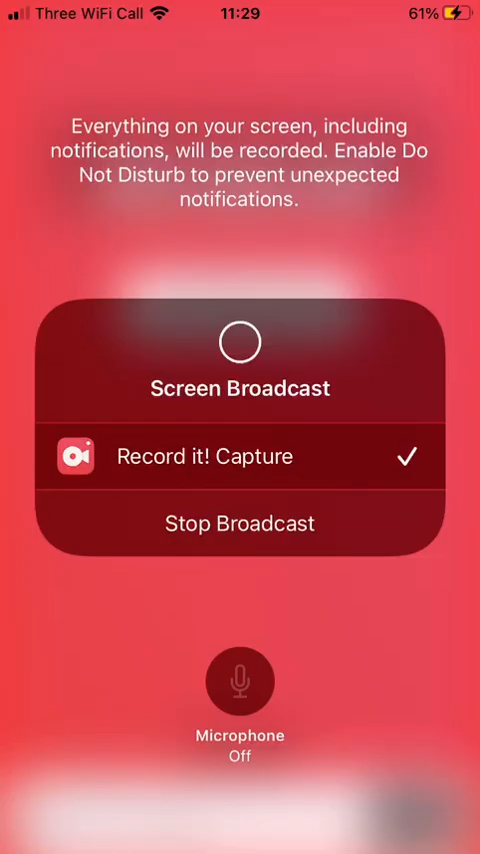 Three WiFi Call 11:29 61%
Everything on your screen, including
notifications, will be recorded. Enable Do
Not Disturb to prevent unexpected
notifications.
Screen Broadcast
Record it! Capture
Stop Broadcast
Microphone
Off